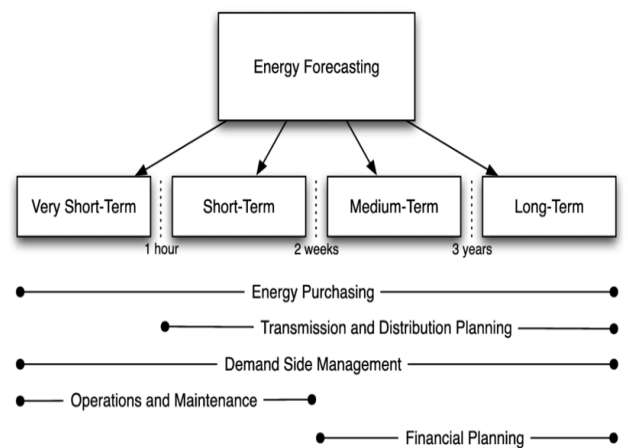 Energy Forecasting
Very Short-Term
Short-Term
Medium-Term
Long-Term
1 hour
2 weeks
3 years
Energy Purchasing
Transmission and Distribution Planning
Demand Side Management
Operations and Maintenance
Financial Planning